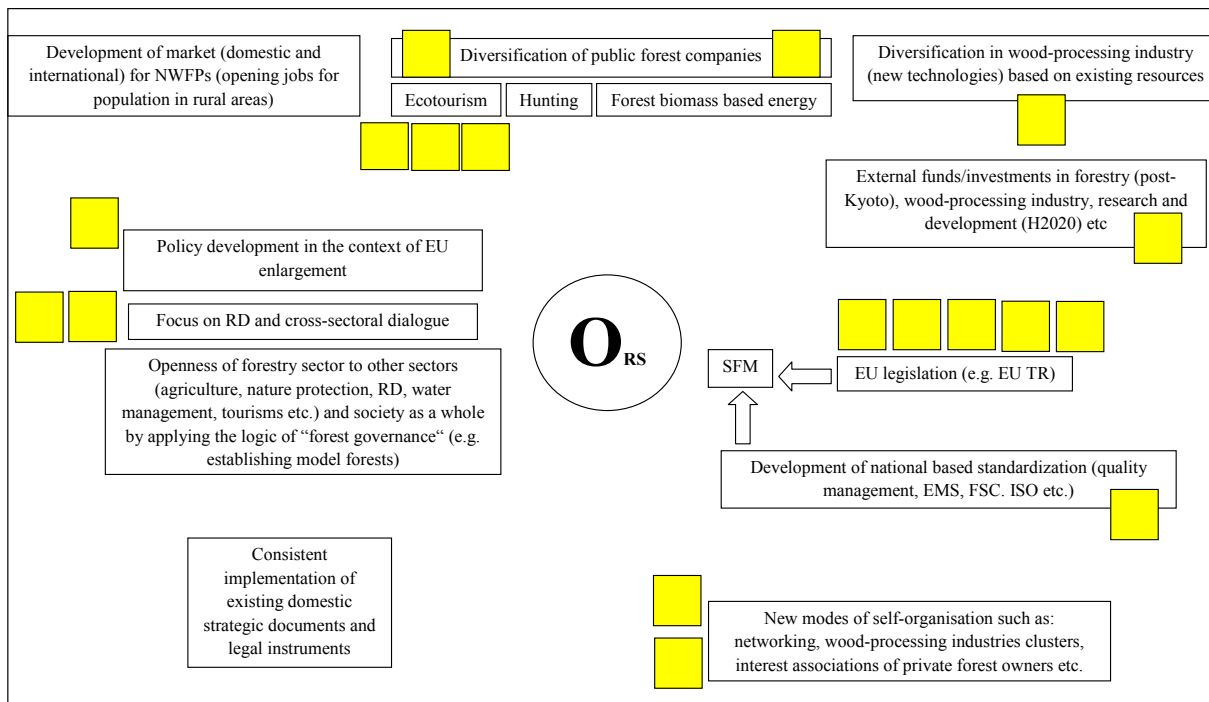 Development of market (domestic and
international) for NWFPs (opening jobs for
population in rural areas)
Diversification of public forest companies
Ecotourism
Hunting
Forest biomass based energy
Diversification in wood-processing industry
(new technologies) based on existing resources
External funds/investments in forestry (post-
Kyoto), wood-processing industry, research and
development (H2020) etc
Policy development in the context of EU
enlargement
Focus on RD and cross-sectoral dialogue
Openness of forestry sector to other sectors
(agriculture, nature protection, RD, water
management, tourisms etc.) and society as a whole
by applying the logic of “forest governance“ (e.g.
establishing model forests)
O RS
SFM
EU legislation (e.g. EU TR)
Development of national based standardization (quality
management, EMS, FSC. ISO etc.)
Consistent
implementation of
existing domestic
strategic documents and
legal instruments
New modes of self-organisation such as:
networking, wood-processing industries clusters,
interest associations of private forest owners etc.